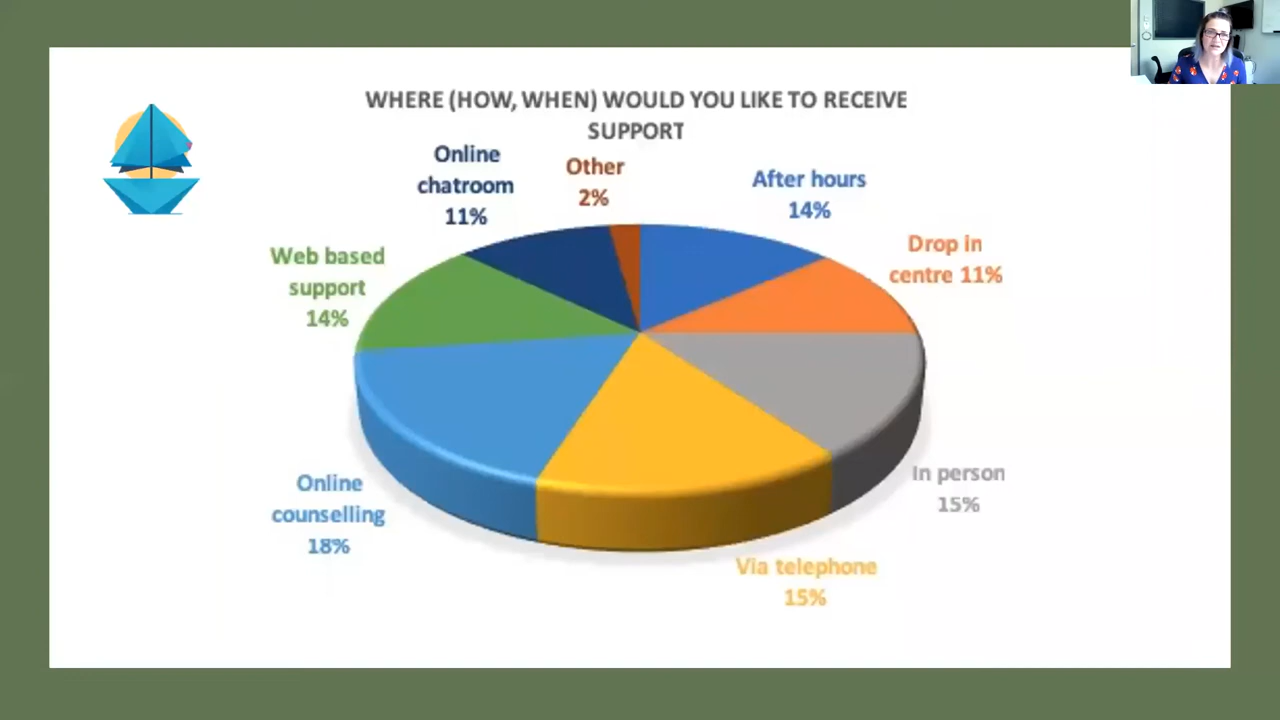 WHERE (HOW, WHEN) WOULD YOU LIKE TO RECEIVE
SUPPORT
Online
chatroom
11%
Other
2%
After hours
14%
Drop in
centre 11%
Web based
support
14%
In person
15%
Online
counselling
18%
Via telephone
15%